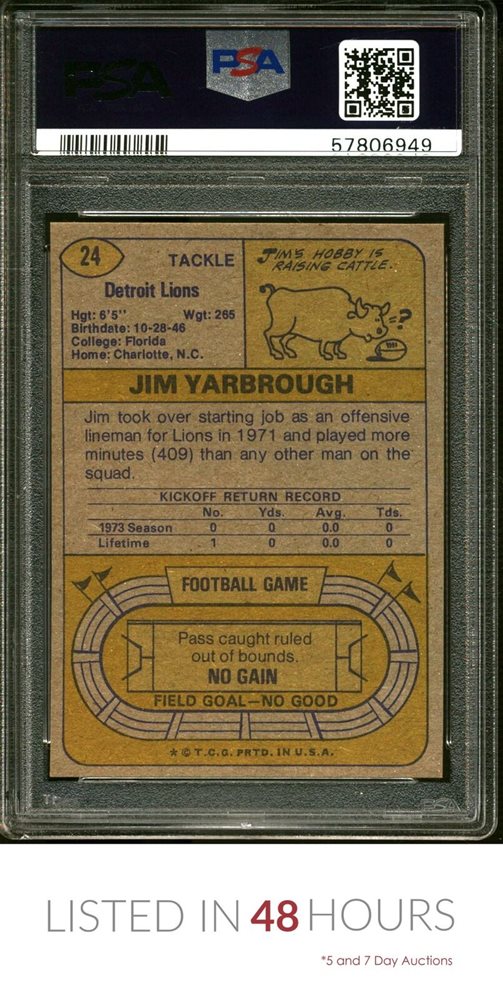 PSA
PSA
57806949
24
TACKLE
Detroit Lions
Hgt: 6'5" Wgt: 265
Birthdate: 10-28-46
College: Florida
Home: Charlotte, N.C.
JIM'S HOBBY IS
RAISING CATTLE.
?
JIM YARBROUGH
Jim took over starting job as an offensive
lineman for Lions in 1971 and played more
minutes (409) than any other man on the
squad.
KICKOFF RETURN RECORD
No. Yds. Avg. Tds.
1973 Season 0 0 0.0 0
Lifetime 1 0 0.0 0
FOOTBALL GAME
Pass caught ruled
out of bounds.
NO GAIN
FIELD GOAL—NO GOOD
* © T.C.G. PRTD. IN U.S.A.
PSA
LISTED IN 48 HOURS
*5 and 7 Day Auctions